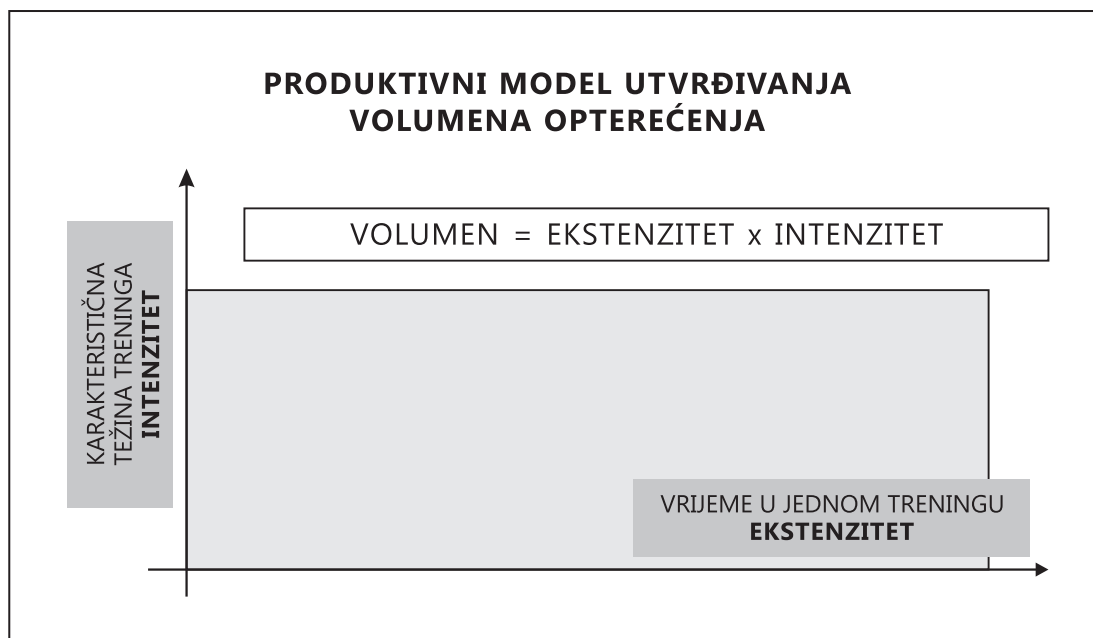 PRODUKTIVNI MODEL UTVRĐIVANJA
VOLUMENA OPTEREĆENJA
VOLUMEN = EKSTENZITET x INTENZITET
KARAKTERISTIČNA
TEŽINA TRENINGA
INTENZITET
VRIJEME U JEDNOM TRENINGU
EKSTENZITET